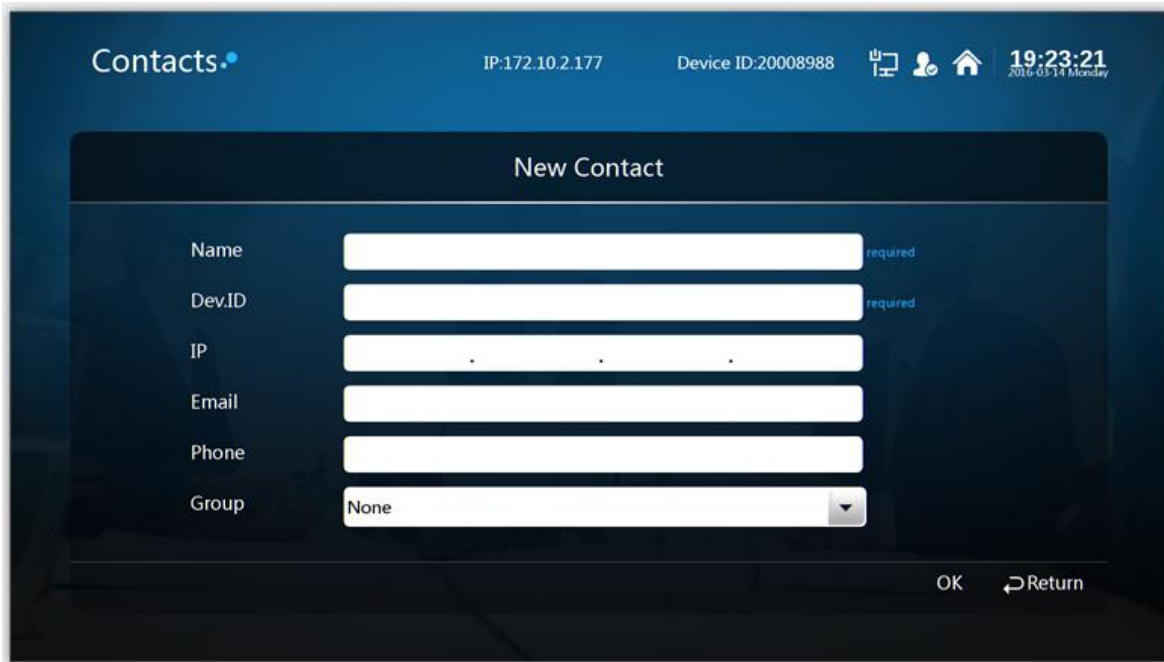 Contacts
IP:172.10.2.177
Device ID:20008988
19:23:21
2016-03-14 Monday
New Contact
Name
required
Dev.ID
required
IP
. . .
Email
Phone
Group
None
OK
Return